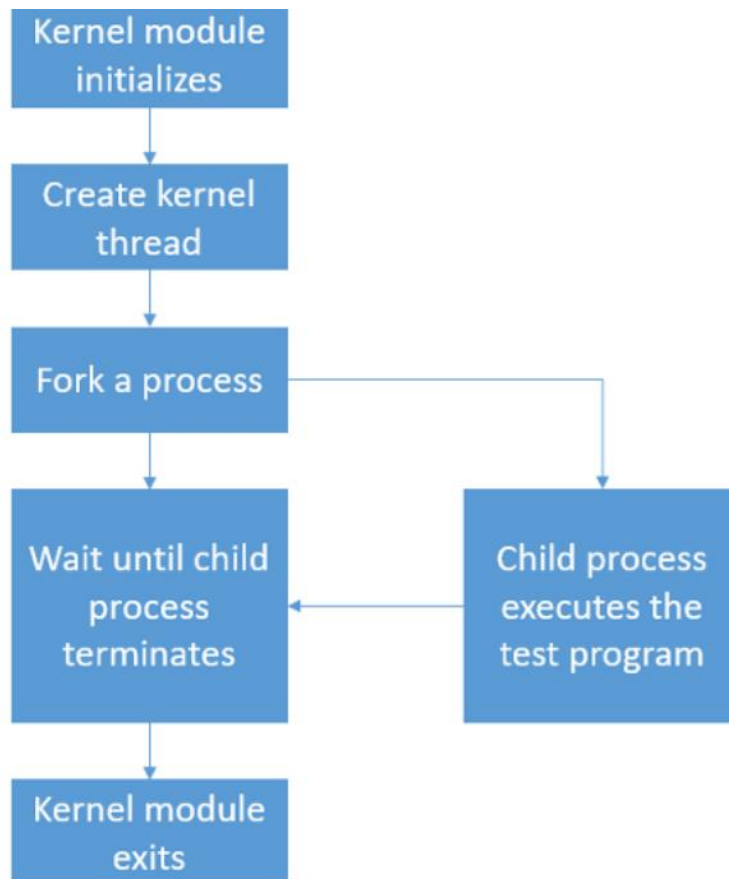 Kernel module
initializes
Create kernel
thread
Fork a process
Wait until child
process
terminates
Child process
executes the
test program
Kernel module
exits